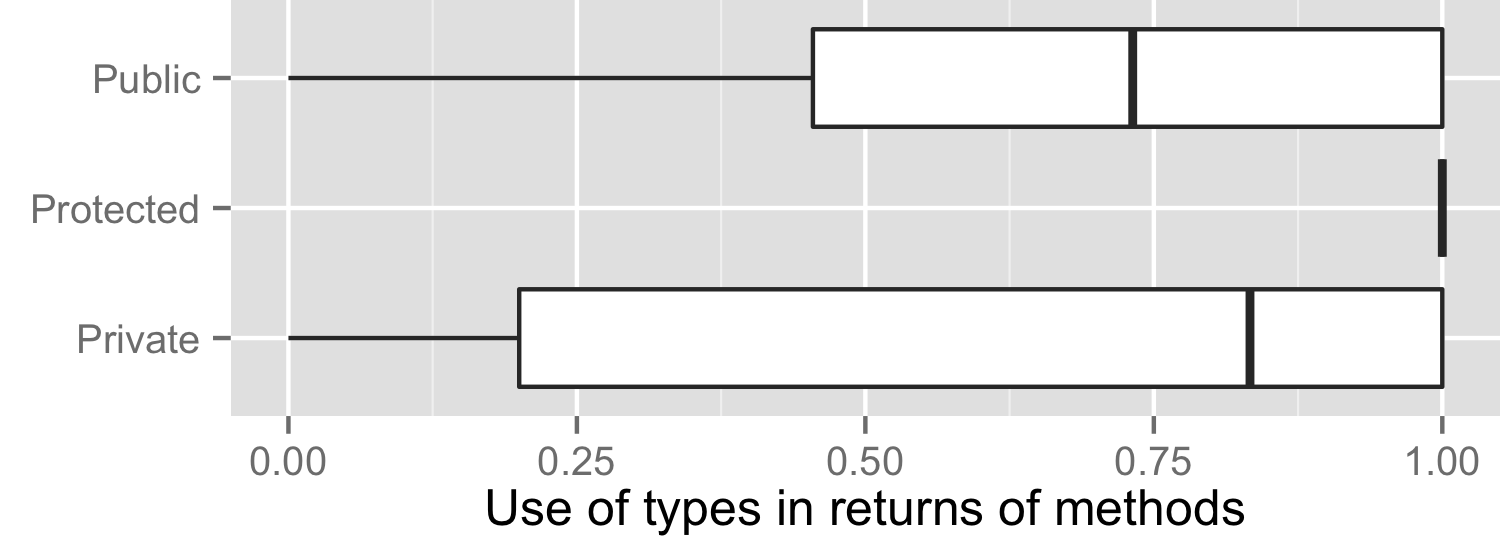 Public
Protected
Private
0.00 0.25 0.50 0.75 1.00
Use of types in returns of methods